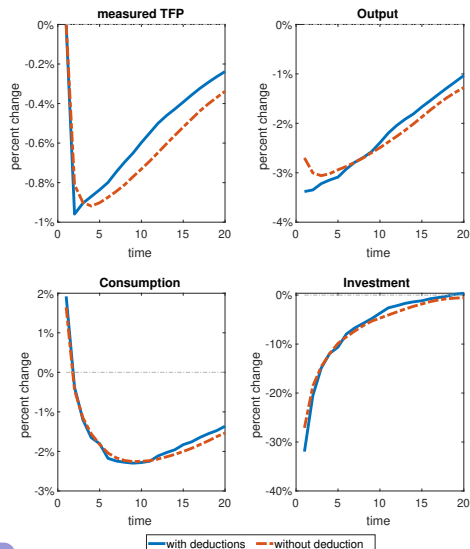 measured TFP
0%
-0.2%
-0.4%
-0.6%
-0.8%
-1%
percent change
0 5 10 15 20
time
Output
0%
-1%
-2%
-3%
-4%
percent change
0 5 10 15 20
time
Consumption
2%
1%
0%
-1%
-2%
-3%
percent change
0 5 10 15 20
time
Investment
0%
-10%
-20%
-30%
-40%
percent change
0 5 10 15 20
time
with deductions without deduction